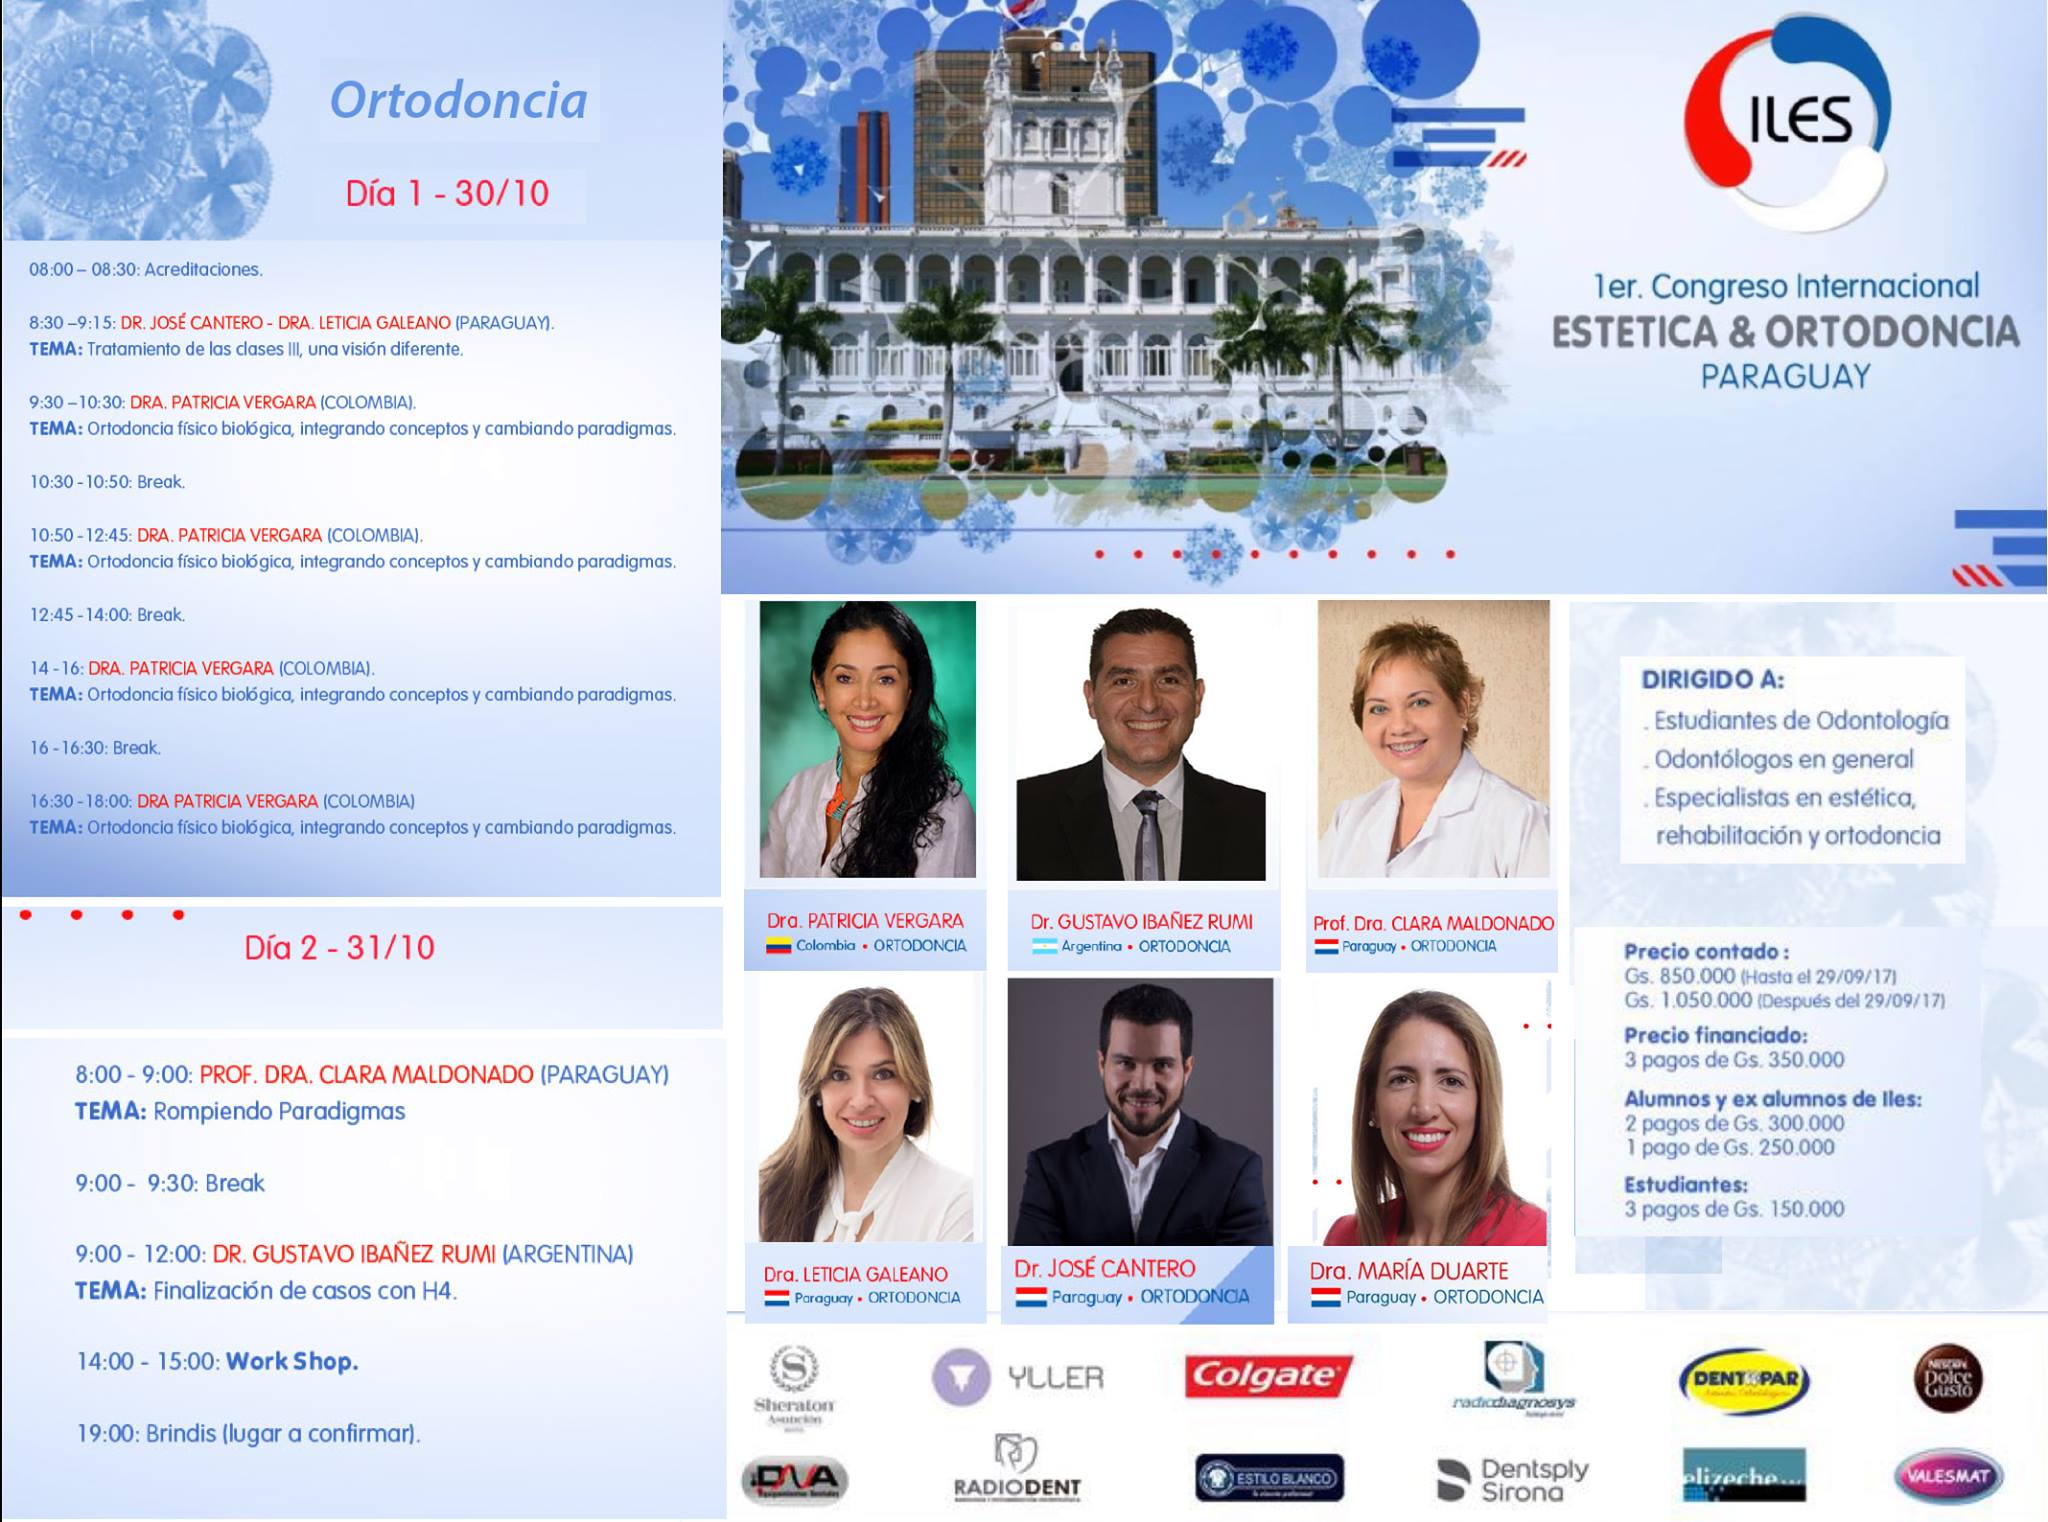 Ortodoncia
Día 1 - 30/10
08:00 – 08:30: Acreditaciones.
8:30 –9:15: DR. JOSÉ CANTERO - DRA. LETICIA GALEANO (PARAGUAY).
TEMA: Tratamiento de las clases III, una visión diferente.
9:30 –10:30: DRA. PATRICIA VERGARA (COLOMBIA).
TEMA: Ortodoncia físico biológica, integrando conceptos y cambiando paradigmas.
10:30 -10:50: Break.
10:50 -12:45: DRA. PATRICIA VERGARA (COLOMBIA).
TEMA: Ortodoncia físico biológica, integrando conceptos y cambiando paradigmas.
12:45 -14:00: Break.
14 -16: DRA. PATRICIA VERGARA (COLOMBIA).
TEMA: Ortodoncia físico biológica, integrando conceptos y cambiando paradigmas.
16 -16:30: Break.
16:30 -18:00: DRA PATRICIA VERGARA (COLOMBIA)
TEMA: Ortodoncia físico biológica, integrando conceptos y cambiando paradigmas.
Día 2 - 31/10
8:00 - 9:00: PROF. DRA. CLARA MALDONADO (PARAGUAY)
TEMA: Rompiendo Paradigmas
9:00 - 9:30: Break
9:00 - 12:00: DR. GUSTAVO IBAÑEZ RUMI (ARGENTINA)
TEMA: Finalización de casos con H4.
14:00 - 15:00: Work Shop.
19:00: Brindis (lugar a confirmar).
ILES
1er. Congreso Internacional
ESTETICA & ORTODONCIA
PARAGUAY
Dra. PATRICIA VERGARA
Colombia • ORTODONCIA
Dr. GUSTAVO IBAÑEZ RUMI
Argentina • ORTODONCIA
Prof. Dra. CLARA MALDONADO
Paraguay • ORTODONCIA
Dra. LETICIA GALEANO
Paraguay • ORTODONCIA
Dr. JOSÉ CANTERO
Paraguay • ORTODONCIA
Dra. MARÍA DUARTE
Paraguay • ORTODONCIA
DIRIGIDO A:
. Estudiantes de Odontología
. Odontólogos en general
. Especialistas en estética,
rehabilitación y ortodoncia
Precio contado :
Gs. 850.000 (Hasta el 29/09/17)
Gs. 1.050.000 (Después del 29/09/17)
Precio financiado:
3 pagos de Gs. 350.000
Alumnos y ex alumnos de Iles:
2 pagos de Gs. 300.000
1 pago de Gs. 250.000
Estudiantes:
3 pagos de Gs. 150.000
S
Sheraton
Asunción
YLLER
Colgate
radiodiagnosys
DENTOPAR
NESCAFÉ
Dolce
Gusto
DNA
RADIODENT
ESTILO BLANCO
Dentsply
Sirona
elizeche...
VALESMAT